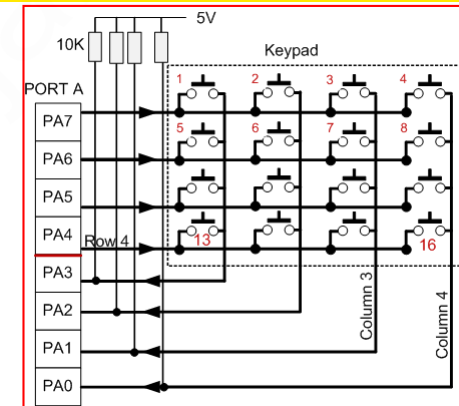 5V
10K
Keypad
PORT A
1 2 3 4
PA7
5 6 7 8
PA6
PA5
PA4
Row 4
13 16
PA3
PA2
Column 3
Column 4
PA1
PA0